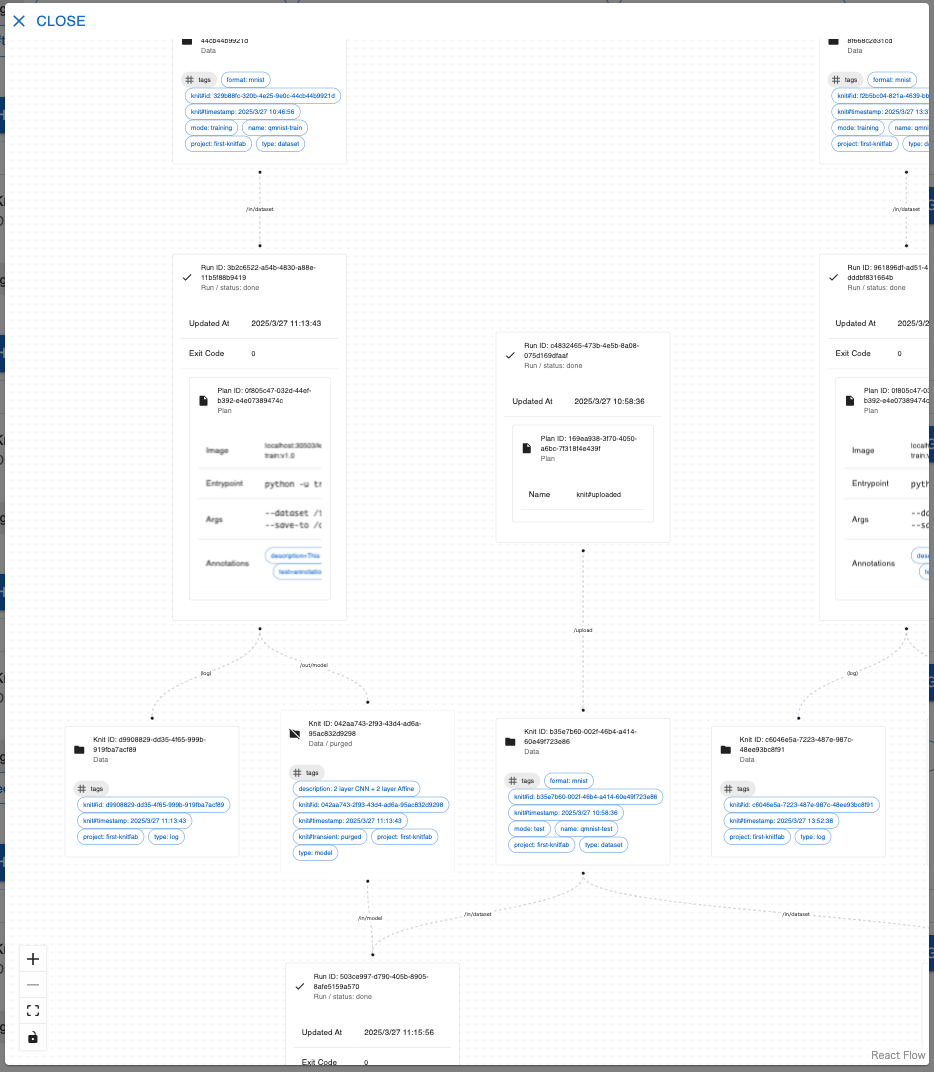 CLOSE
44cb44b9921d
Data
tags
format: mnist
knit#id: 329b88fc-320b-4e25-9e0c-44cb44b9921d
knit#timestamp: 2025/3/27 10:46:56
mode: training
name: qmnist-train
project: first-knitfab
type: dataset
/in/dataset
Run ID: 3b2c6522-a54b-4830-a88e-
11b5f88b9419
Run / status: done
Updated At
2025/3/27 11:13:43
Exit Code
0
Plan ID: 0f805c47-032d-44ef-
b392-e4e07389474c
Plan
Image
localhost:30503/k
train:v1.0
Entrypoint
python -u tr
Args
--dataset /
--save-to /
Annotations
description=This
test=annotatio
(log)
/out/model
Knit ID: d9908829-dd35-4f65-999b-
919fba7acf89
Data
tags
knit#id: d9908829-dd35-4f65-999b-919fba7acf89
knit#timestamp: 2025/3/27 11:13:43
project: first-knitfab
type: log
Knit ID: 042aa743-2f93-43d4-ad6a-
95ac832d9298
Data / purged
tags
description: 2 layer CNN + 2 layer Affine
knit#id: 042aa743-2f93-43d4-ad6a-95ac832d9298
knit#timestamp: 2025/3/27 11:13:43
knit#transient: purged
project: first-knitfab
type: model
/in/model
Run ID: c4832465-473b-4e5b-8a08-
075d169dfaaf
Run / status: done
Updated At
2025/3/27 10:58:36
Plan ID: 169ea938-3f70-4050-
a6bc-7f318f4e439f
Plan
Name
knit#uploaded
/upload
Knit ID: b35e7b60-002f-46b4-a414-
60e49f723e86
Data
tags
format: mnist
knit#id: b35e7b60-002f-46b4-a414-60e49f723e86
knit#timestamp: 2025/3/27 10:58:36
mode: test
name: qmnist-test
project: first-knitfab
type: dataset
/in/dataset
/in/dataset
8f668c2e31cd
Data
tags
format: mnist
knit#id: f2b5bc04-821a-4639-bb
knit#timestamp: 2025/3/27 13:3
mode: training
name: qmni
project: first-knitfab
type: da
/in/dataset
Run ID: 961896df-ad51-4
dddbf831664b
Run / status: done
Updated At
2025/3/2
Exit Code
0
Plan ID: 0f805c47-03
b392-e4e07389474c
Plan
Image
localh
train:v
Entrypoint
pyth
Args
--da
--sav
Annotations
des
te
(log)
Knit ID: c6046e5a-7223-487e-987c-
48ee93bc8f91
Data
tags
knit#id: c6046e5a-7223-487e-987c-48ee93bc8f91
knit#timestamp: 2025/3/27 13:52:38
project: first-knitfab
type: log
Run ID: 503ce997-d790-405b-8905-
8afe5159a570
Run / status: done
Updated At
2025/3/27 11:15:56
Exit Code
0
React Flow